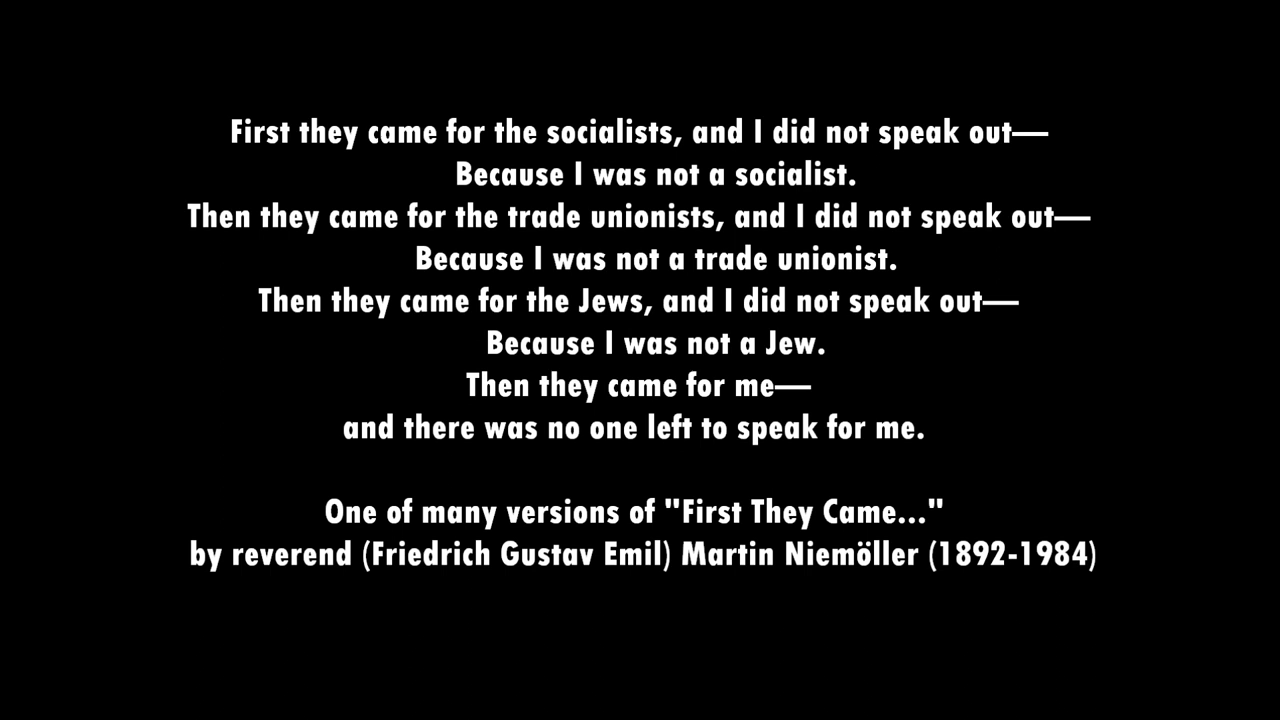 First they came for the socialists, and I did not speak out—
Because I was not a socialist.
Then they came for the trade unionists, and I did not speak out—
Because I was not a trade unionist.
Then they came for the Jews, and I did not speak out—
Because I was not a Jew.
Then they came for me—
and there was no one left to speak for me.
One of many versions of "First They Came..."
by reverend (Friedrich Gustav Emil) Martin Niemöller (1892-1984)